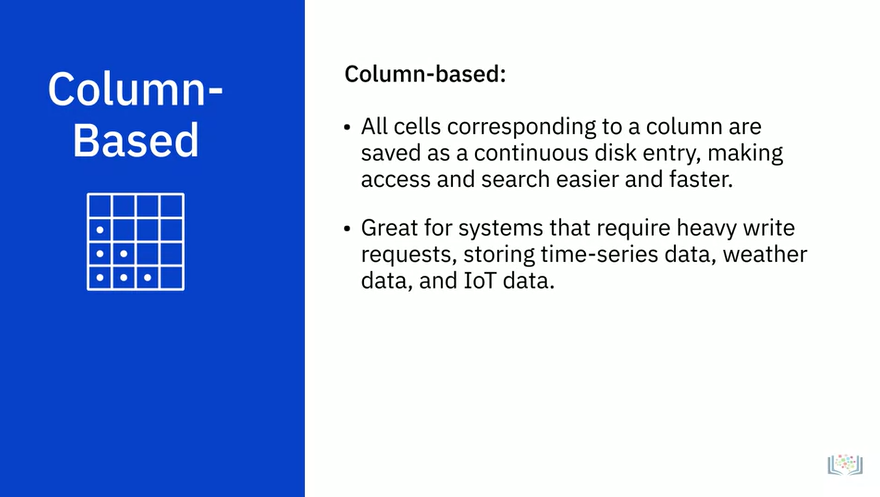 Column-
Based
Column-based:
• All cells corresponding to a column are
saved as a continuous disk entry, making
access and search easier and faster.
• Great for systems that require heavy write
requests, storing time-series data, weather
data, and IoT data.